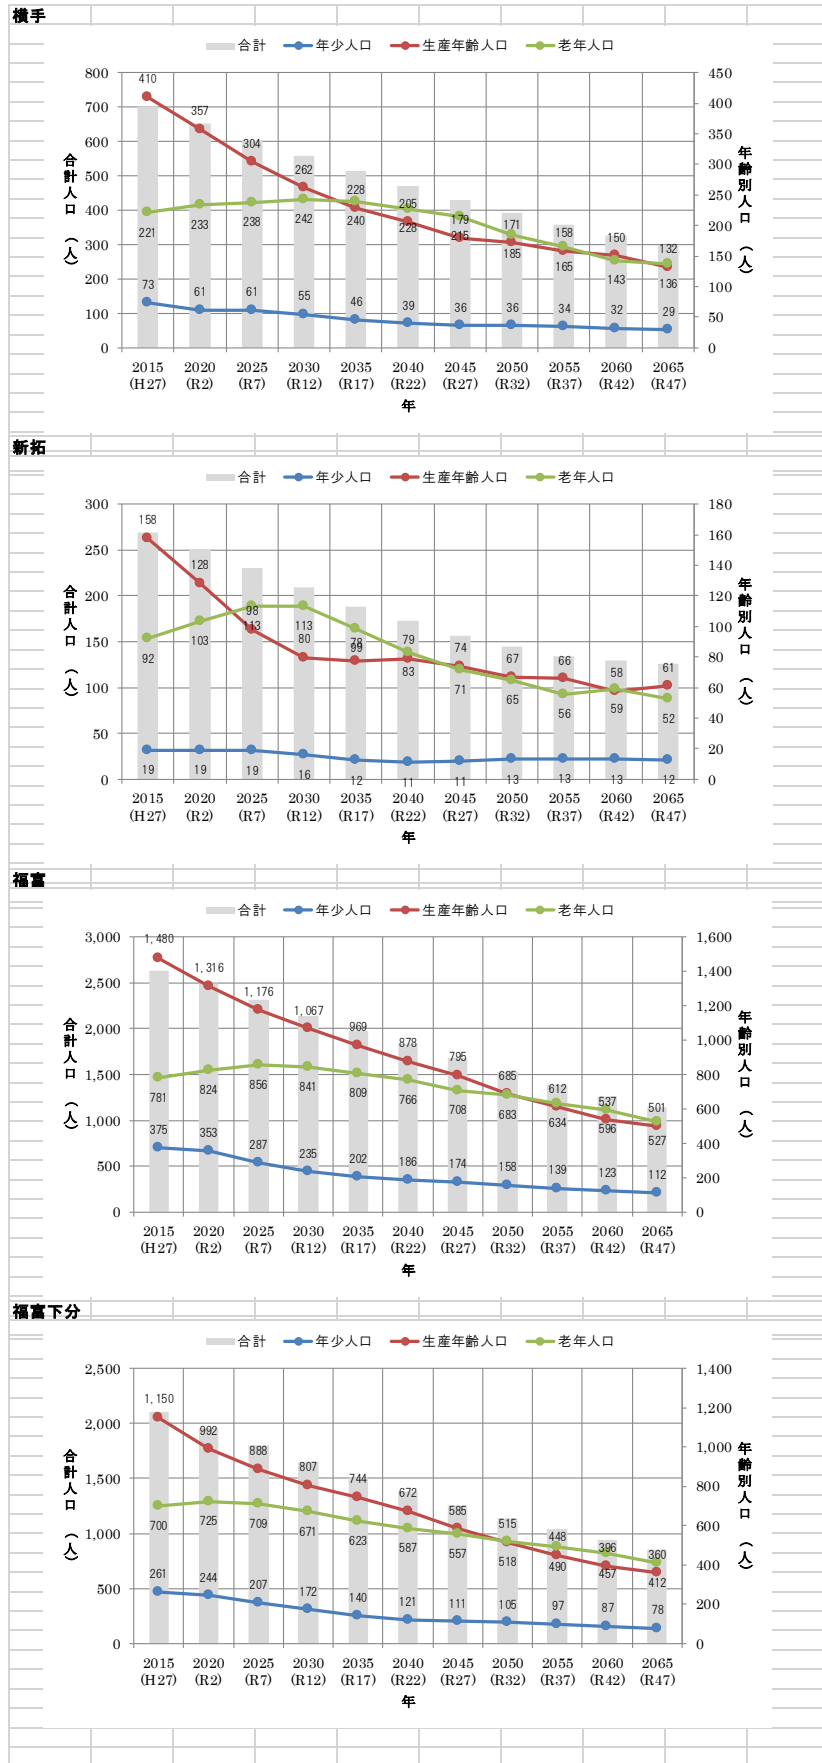 横手
合計 年少人口 生産年齢人口 老年人口
合計人口（人）
年齢別人口（人）
800 700 600 500 400 300 200 100 0
450 400 350 300 250 200 150 100 50 0
410 357 304 262 228 205 179 171 158 150 132
221 233 238 242 240 228 215 185 165 143 136
73 61 61 55 46 39 36 36 34 32 29
2015 2020 2025 2030 2035 2040 2045 2050 2055 2060 2065
(H27) (R2) (R7) (R12) (R17) (R22) (R27) (R32) (R37) (R42) (R47)
年
新拓
合計 年少人口 生産年齢人口 老年人口
合計人口（人）
年齢別人口（人）
300 250 200 150 100 50 0
180 160 140 120 100 80 60 40 20 0
158 128 98 80 78 79 74 67 66 58 61
92 103 113 113 99 83 71 65 56 59 52
19 19 19 16 12 11 11 13 13 13 12
2015 2020 2025 2030 2035 2040 2045 2050 2055 2060 2065
(H27) (R2) (R7) (R12) (R17) (R22) (R27) (R32) (R37) (R42) (R47)
年
福富
合計 年少人口 生産年齢人口 老年人口
合計人口（人）
年齢別人口（人）
3,000 2,500 2,000 1,500 1,000 500 0
1,600 1,400 1,200 1,000 800 600 400 200 0
1,480 1,316 1,176 1,067 969 878 795 685 612 537 501
781 824 856 841 809 766 708 683 634 596 527
375 353 287 235 202 186 174 158 139 123 112
2015 2020 2025 2030 2035 2040 2045 2050 2055 2060 2065
(H27) (R2) (R7) (R12) (R17) (R22) (R27) (R32) (R37) (R42) (R47)
年
福富下分
合計 年少人口 生産年齢人口 老年人口
合計人口（人）
年齢別人口（人）
2,500 2,000 1,500 1,000 500 0
1,400 1,200 1,000 800 600 400 200 0
1,150 992 888 807 744 672 585 515 448 396 360
700 725 709 671 623 587 557 518 490 457 412
261 244 207 172 140 121 111 105 97 87 78
2015 2020 2025 2030 2035 2040 2045 2050 2055 2060 2065
(H27) (R2) (R7) (R12) (R17) (R22) (R27) (R32) (R37) (R42) (R47)
年